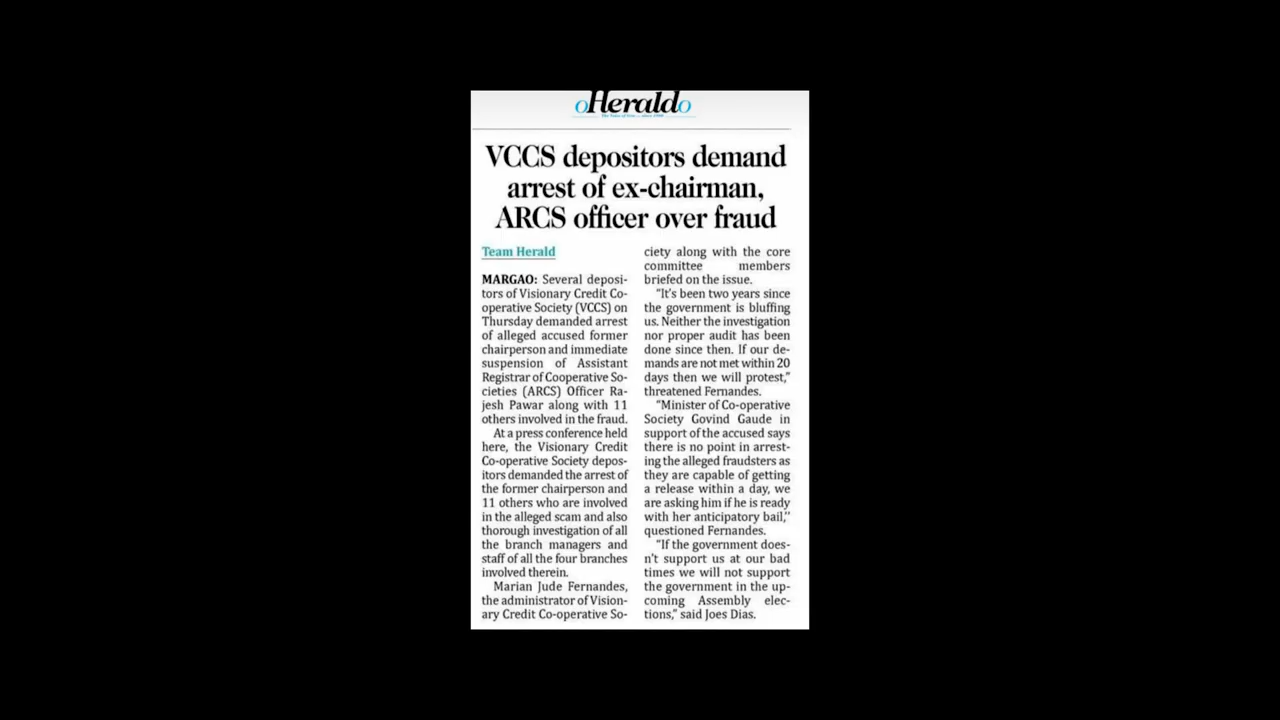 oHeraldo
VCCS depositors demand
arrest of ex-chairman,
ARCS officer over fraud
Team Herald
MARGAO: Several deposi-
tors of Visionary Credit Co-
operative Society (VCCS) on
Thursday demanded arrest
of alleged accused former
chairperson and immediate
suspension of Assistant
Registrar of Cooperative So-
cieties (ARCS) Officer Ra-
jesh Pawar along with 11
others involved in the fraud.
At a press conference held
here, the Visionary Credit
Co-operative Society depos-
itors demanded the arrest of
the former chairperson and
11 others who are involved
in the alleged scam and also
thorough investigation of all
the branch managers and
staff of all the four branches
involved therein.
Marian Jude Fernandes,
the administrator of Vision-
ary Credit Co-operative So-
ciety along with the core
committee members
briefed on the issue.
"It's been two years since
the government is bluffing
us. Neither the investigation
nor proper audit has been
done since then. If our de-
mands are not met within 20
days then we will protest,"
threatened Fernandes.
"Minister of Co-operative
Society Govind Gaude in
support of the accused says
there is no point in arrest-
ing the alleged fraudsters as
they are capable of getting
a release within a day, we
are asking him if he is ready
with her anticipatory bail,"
questioned Fernandes.
"If the government does-
n't support us at our bad
times we will not support
the government in the up-
coming Assembly elec-
tions," said Joes Dias.